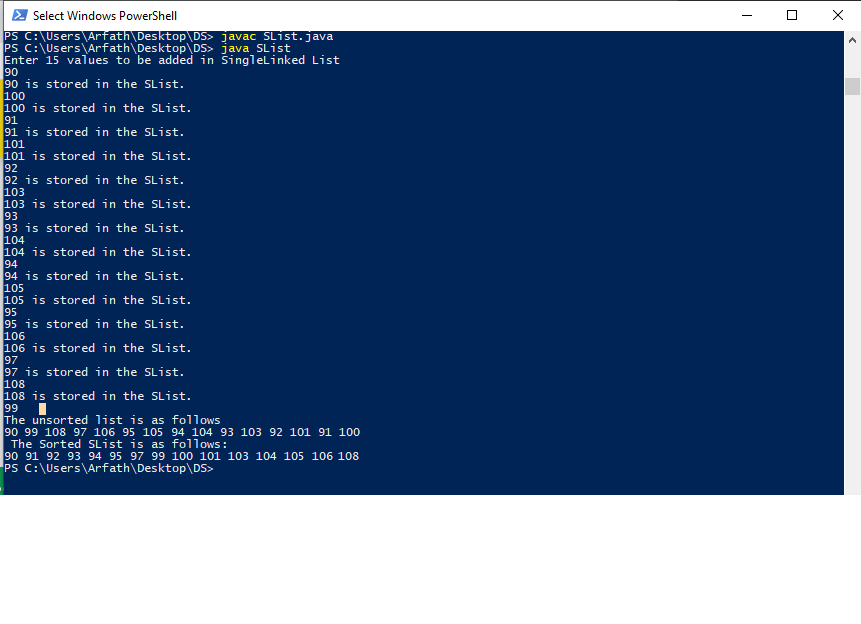 Select Windows PowerShell
PS C:\Users\Arfath\Desktop\DS> javac SList.java
PS C:\Users\Arfath\Desktop\DS> java SList
Enter 15 values to be added in SingleLinked List
90
90 is stored in the SList.
100
100 is stored in the SList.
91
91 is stored in the SList.
101
101 is stored in the SList.
92
92 is stored in the SList.
103
103 is stored in the SList.
93
93 is stored in the SList.
104
104 is stored in the SList.
94
94 is stored in the SList.
105
105 is stored in the SList.
95
95 is stored in the SList.
106
106 is stored in the SList.
97
97 is stored in the SList.
108
108 is stored in the SList.
99
The unsorted list is as follows
90 99 108 97 106 95 105 94 104 93 103 92 101 91 100
The Sorted SList is as follows:
90 91 92 93 94 95 97 99 100 101 103 104 105 106 108
PS C:\Users\Arfath\Desktop\DS>